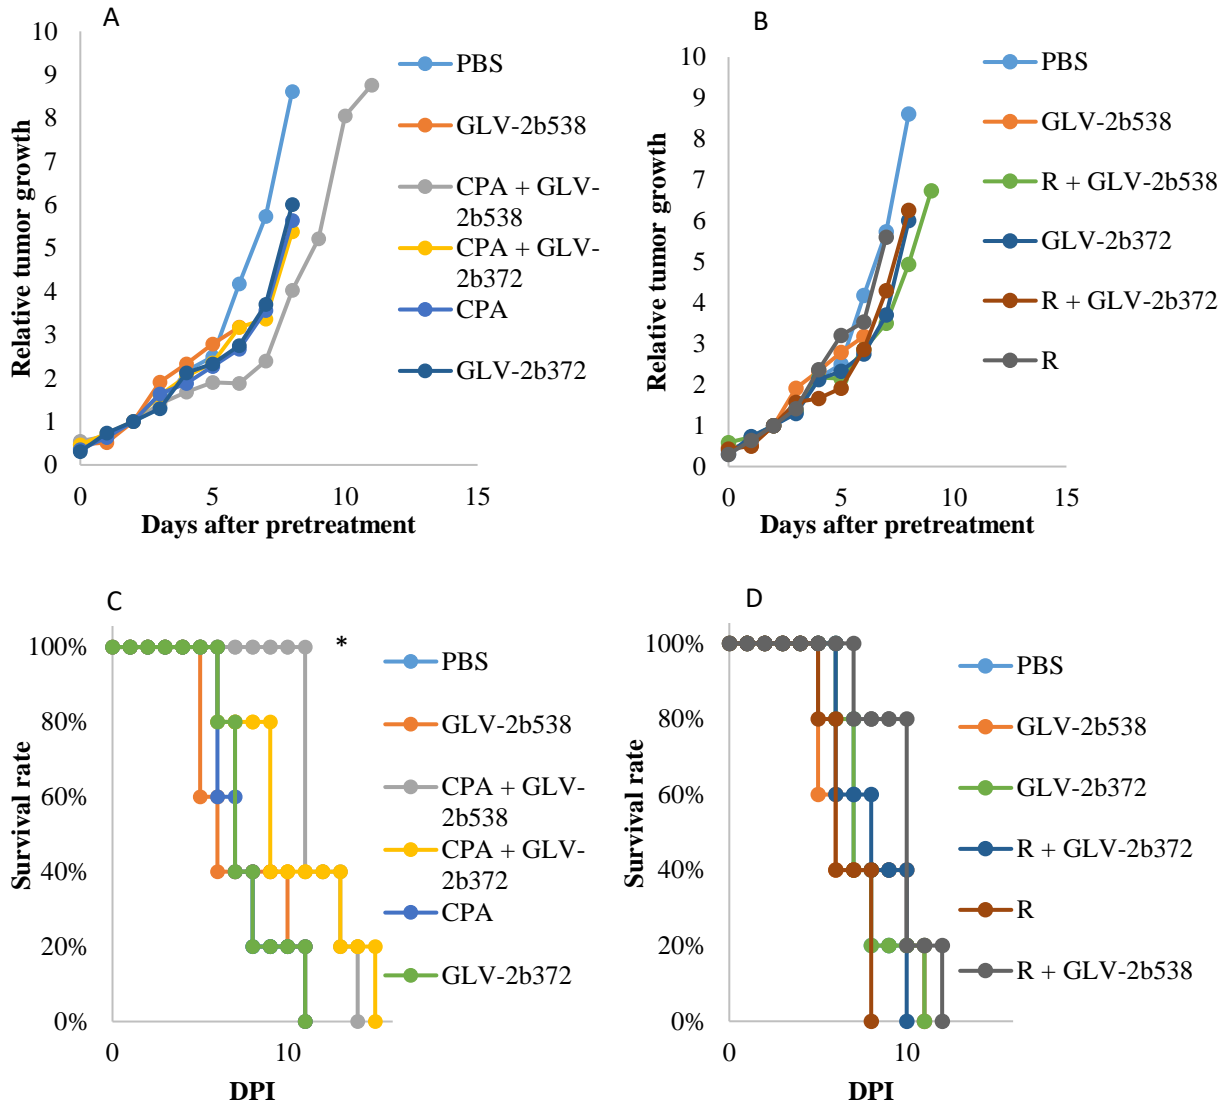 A
10
9
8
7
6
5
4
3
2
1
0
0
5
10
15
Relative tumor growth
Days after pretreatment
PBS
GLV-2b538
CPA + GLV-
2b538
CPA + GLV-
2b372
CPA
GLV-2b372
B
10
9
8
7
6
5
4
3
2
1
0
0
5
10
15
Relative tumor growth
Days after pretreatment
PBS
GLV-2b538
R + GLV-2b538
GLV-2b372
R + GLV-2b372
R
C
100%
80%
60%
40%
20%
0%
0
10
Survival rate
DPI
*
PBS
GLV-2b538
CPA + GLV-
2b538
CPA + GLV-
2b372
CPA
GLV-2b372
D
100%
80%
60%
40%
20%
0%
0
10
Survival rate
DPI
PBS
GLV-2b538
GLV-2b372
R + GLV-2b372
R
R + GLV-2b538